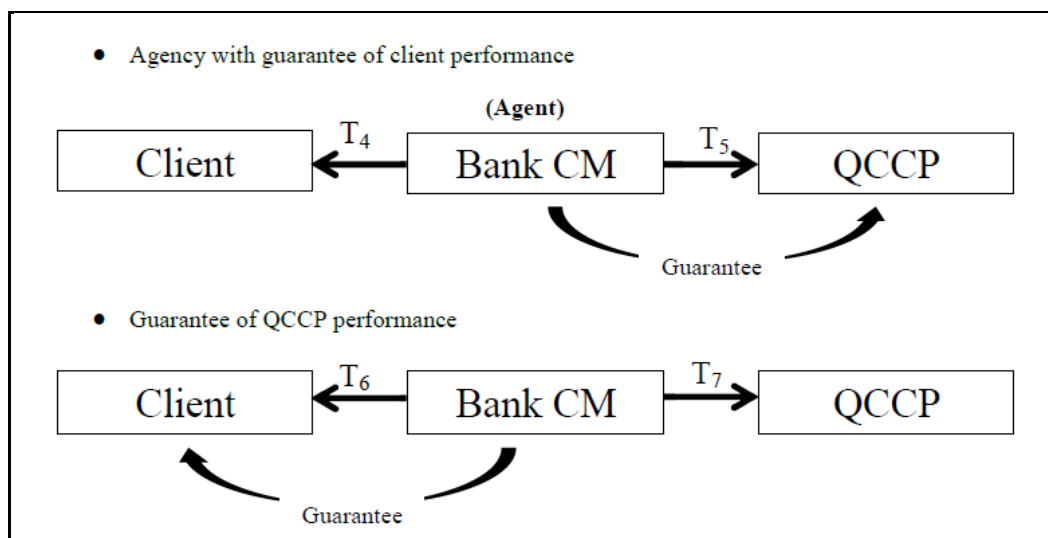 ● Agency with guarantee of client performance
(Agent)
Client T4 Bank CM T5 QCCP
Guarantee
● Guarantee of QCCP performance
Client T6 Bank CM T7 QCCP
Guarantee